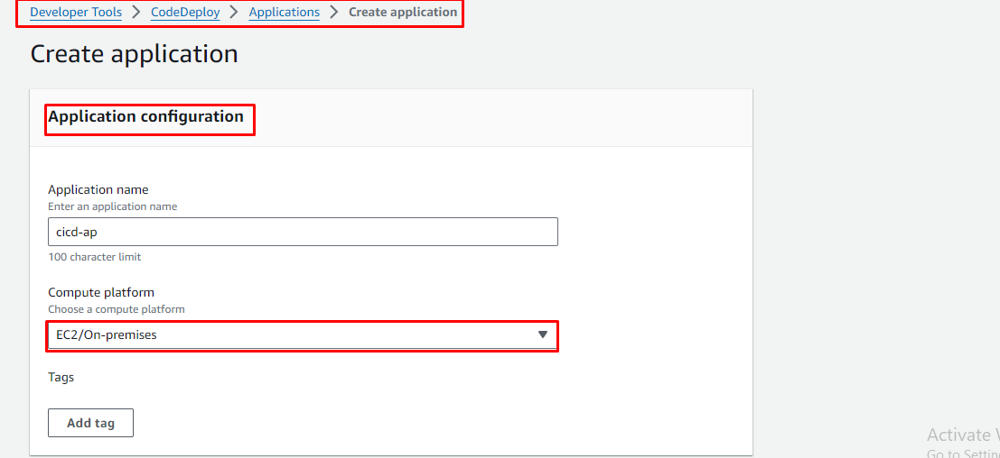 Developer Tools > CodeDeploy > Applications > Create application
Create application
Application configuration
Application name
Enter an application name
cicd-ap
100 character limit
Compute platform
Choose a compute platform
EC2/On-premises
Tags
Add tag
Activate
Go to Setting